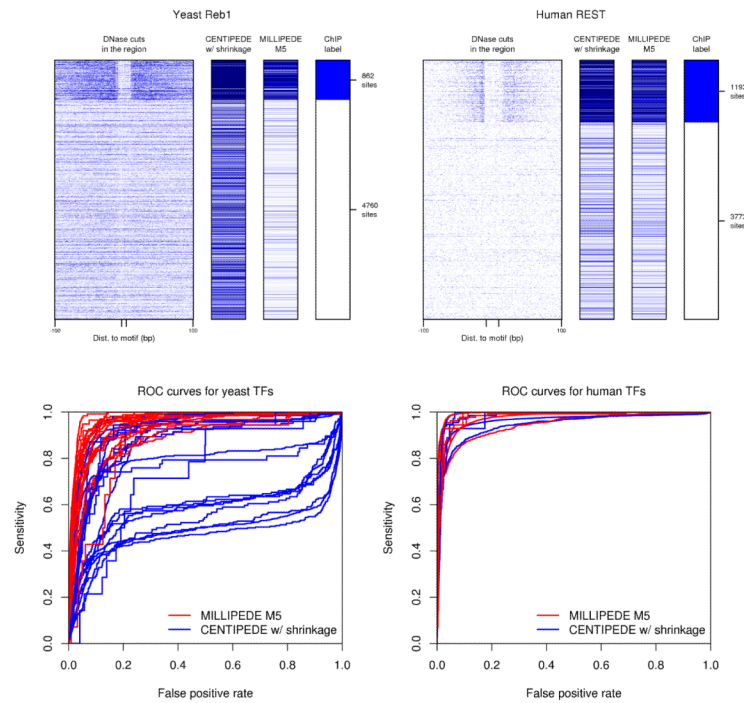 Yeast Reb1
DNase cuts
in the region
CENTIPEDE
w/ shrinkage
MILLIPEDE
M5
ChIP
label
862
sites
4760
sites
-100
100
Dist. to motif (bp)
Human REST
DNase cuts
in the region
CENTIPEDE
w/ shrinkage
MILLIPEDE
M5
ChIP
label
1192
sites
377
sites
-100
100
Dist. to motif (bp)
ROC curves for yeast TFs
Sensitivity
1.0
0.8
0.6
0.4
0.2
0.0
MILLIPEDE M5
CENTIPEDE w/ shrinkage
0.0 0.2 0.4 0.6 0.8 1.0
False positive rate
ROC curves for human TFs
Sensitivity
1.0
0.8
0.6
0.4
0.2
0.0
MILLIPEDE M5
CENTIPEDE w/ shrinkage
0.0 0.2 0.4 0.6 0.8 1.0
False positive rate